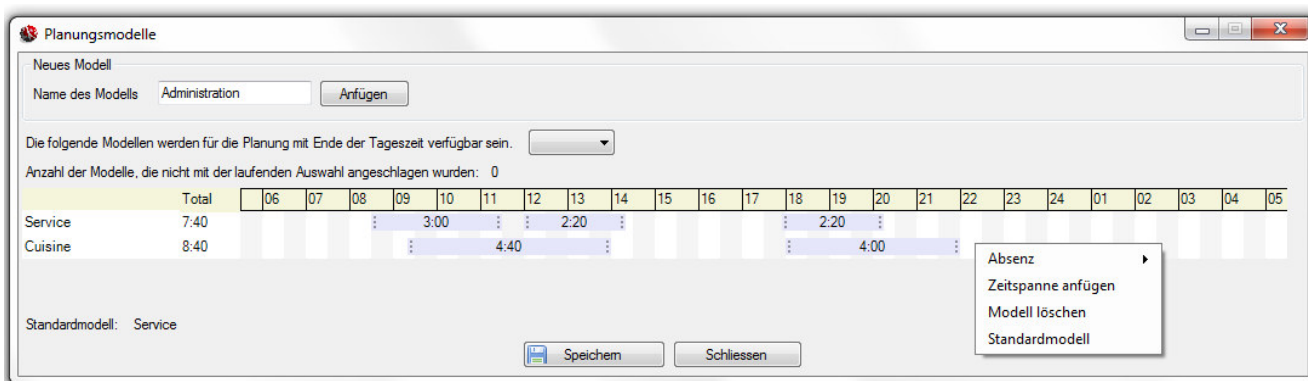 Planungsmodelle
Neues Modell
Name des Modells Administration Anfügen
Die folgende Modellen werden für die Planung mit Ende der Tageszeit verfügbar sein.
Anzahl der Modelle, die nicht mit der laufenden Auswahl angeschlagen wurden: 0
Total 06 07 08 09 10 11 12 13 14 15 16 17 18 19 20 21 22 23 24 01 02 03 04 05
Service 7:40 3:00 2:20 2:20
Cuisine 8:40 4:40 4:00
Absenz
Zeitspanne anfügen
Modell löschen
Standardmodell
Standardmodell: Service
Speichern Schliessen